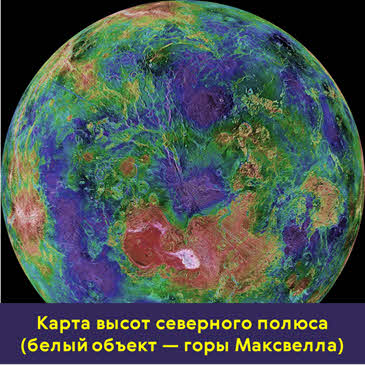 Карта высот северного полюса
(белый объект — горы Максвелла)